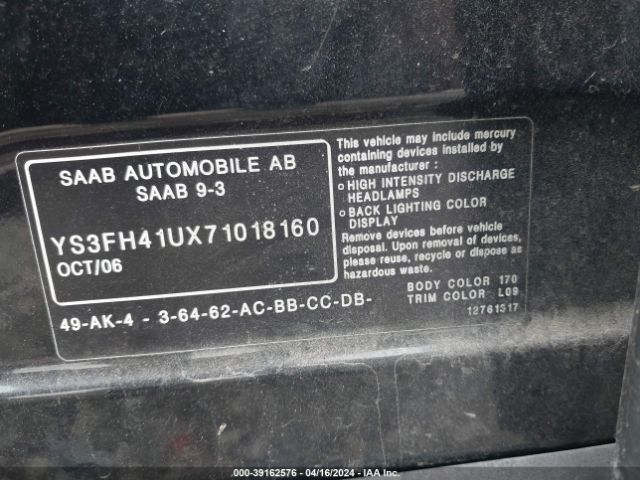 SAAB AUTOMOBILE AB
SAAB 9-3
YS3FH41UX71018160
OCT/06
49-AK-4 - 3-64-62-AC-BB-CC-DB-
This vehicle may include mercury
containing devices installed by
the manufacturer :
o HIGH INTENSITY DISCHARGE
HEADLAMPS
o BACK LIGHTING COLOR
DISPLAY
Remove devices before vehicle
disposal. Upon removal of devices,
please reuse, recycle or dispose as
hazardous waste.
BODY COLOR 170
TRIM COLOR L09
12761317
000-39162576 - 04/16/2024 - IAA Inc.